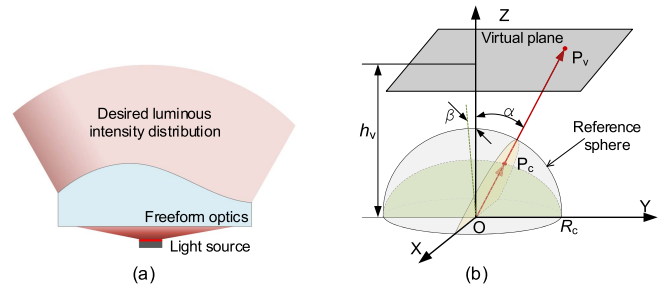 Desired luminous
intensity distribution
Freeform optics
Light source
(a)
Z
Virtual plane
Pv
β
α
hv
Reference
sphere
Pc
O
Rc
Y
X
(b)